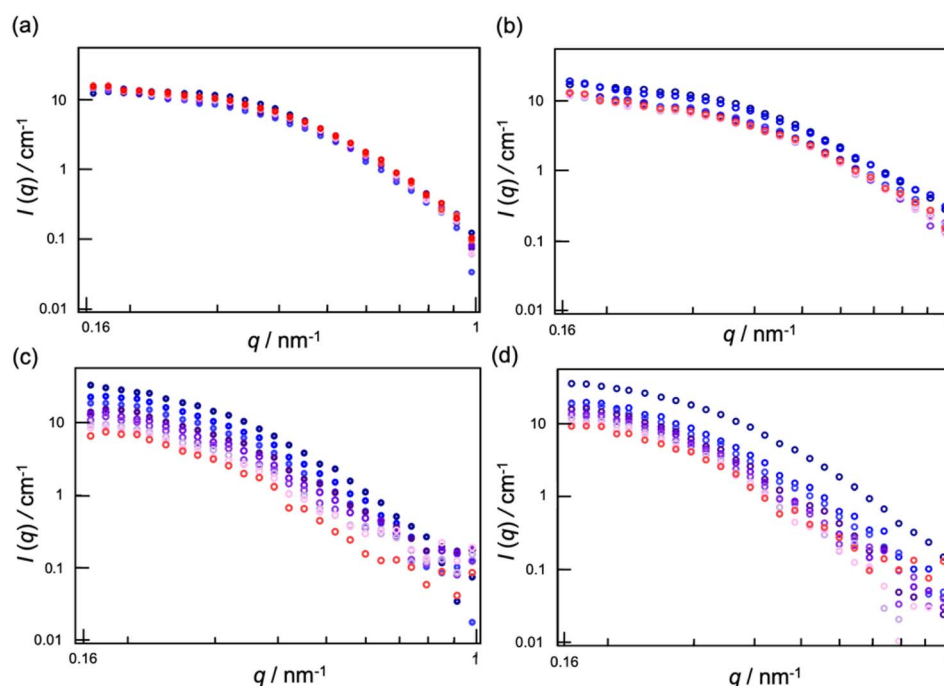 (a)
I (q) / cm-1
10
1
0.1
0.01
0.16
1
q / nm-1
(b)
I (q) / cm-1
10
1
0.1
0.01
0.16
q / nm-1
(c)
I (q) / cm-1
10
1
0.1
0.01
0.16
1
q / nm-1
(d)
I (q) / cm-1
10
1
0.1
0.01
0.16
q / nm-1